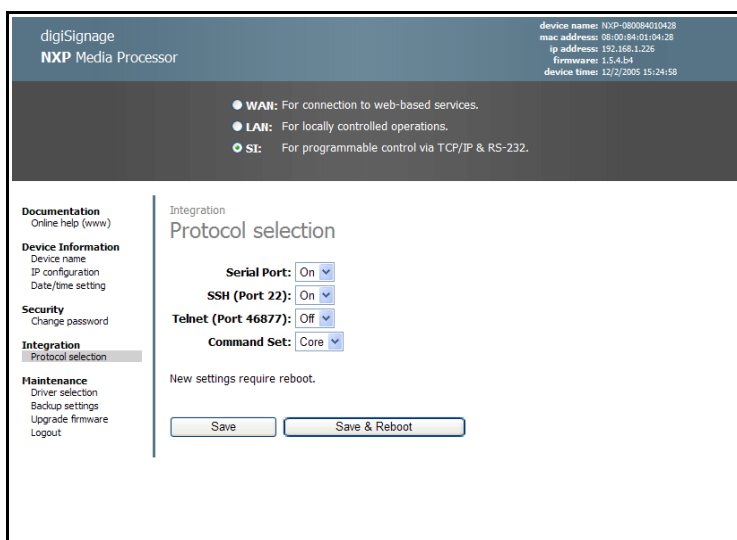 digiSignage
NXP Media Processor
device name: NXP-080084010428
mac address: 08:00:84:01:04:28
ip address: 192.168.1.226
firmware: 1.5.4.b4
device time: 12/2/2005 15:24:58
WAN: For connection to web-based services.
LAN: For locally controlled operations.
SI: For programmable control via TCP/IP & RS-232.
Documentation
Online help (www)
Device Information
Device name
IP configuration
Date/time setting
Security
Change password
Integration
Protocol selection
Maintenance
Driver selection
Backup settings
Upgrade firmware
Logout
Integration
Protocol selection
Serial Port: On
SSH (Port 22): On
Telnet (Port 46877): Off
Command Set: Core
New settings require reboot.
Save Save & Reboot